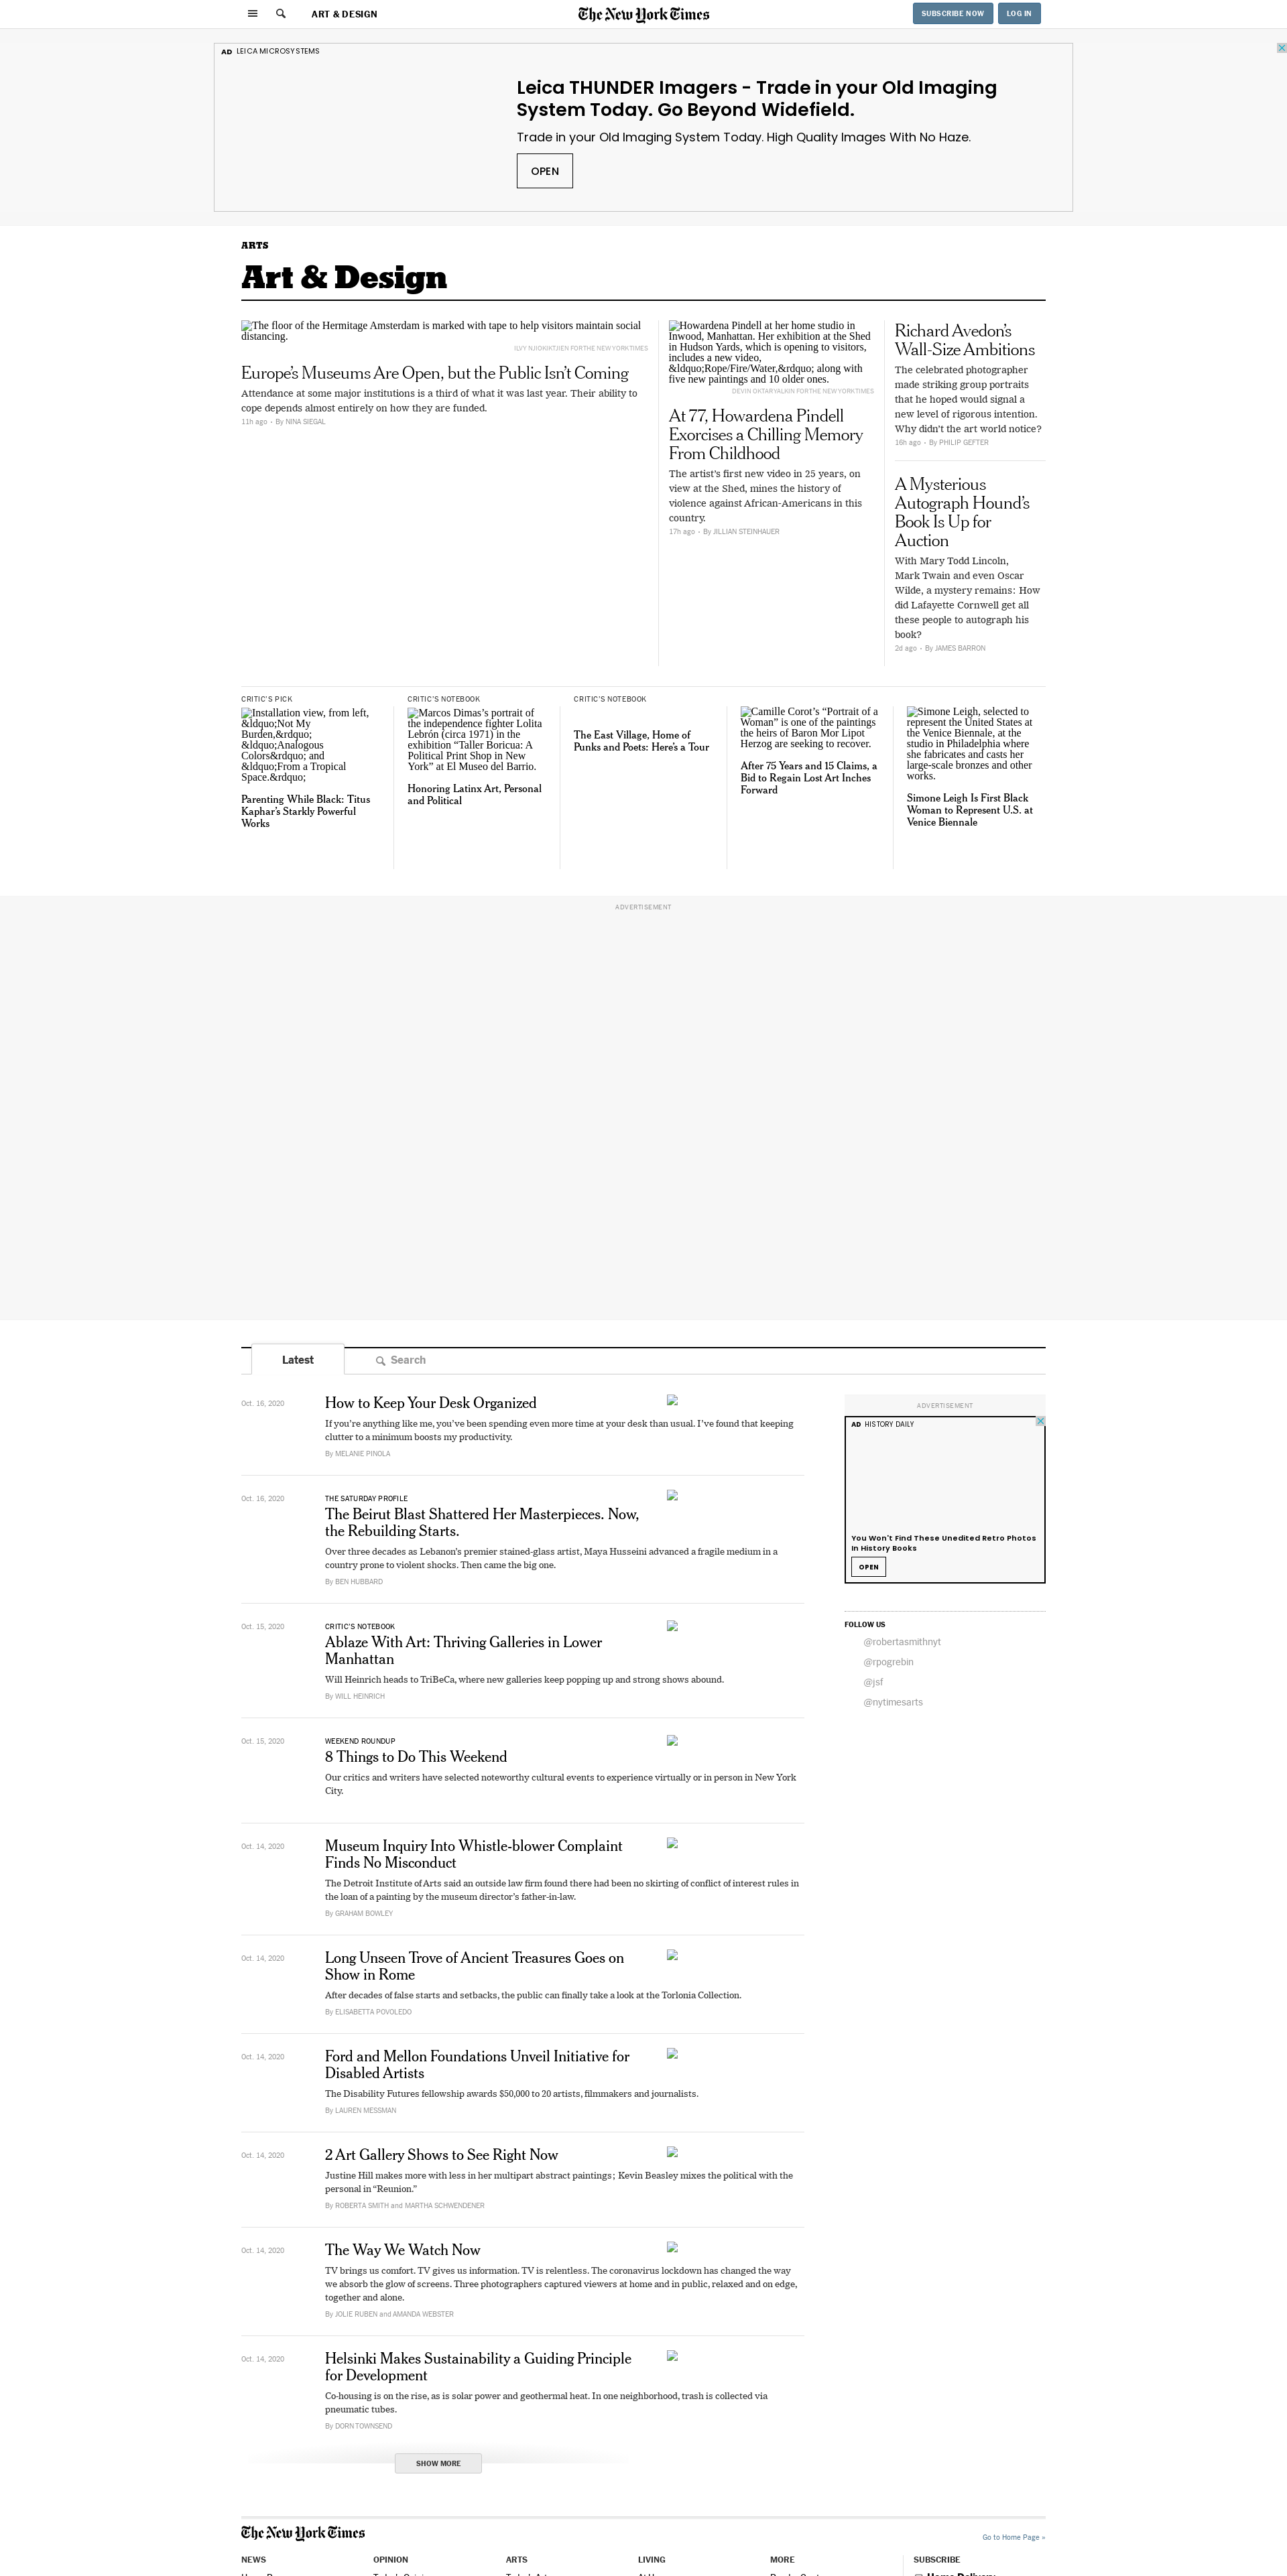 ART & DESIGN
The New York Times
SUBSCRIBE NOW
LOG IN
AD LEICA MICROSYSTEMS
Leica THUNDER Imagers - Trade in your Old Imaging
System Today. Go Beyond Widefield.
Trade in your Old Imaging System Today. High Quality Images With No Haze.
OPEN
ARTS
Art & Design
The floor of the Hermitage Amsterdam is marked with tape to help visitors maintain social
distancing.
ILVY NJIOKIKTJIEN FOR THE NEW YORK TIMES
Europe's Museums Are Open, but the Public Isn't Coming
Attendance at some major institutions is a third of what it was last year. Their ability to
cope depends almost entirely on how they are funded.
11h ago • By NINA SIEGAL
Howardena Pindell at her home studio in
Inwood, Manhattan. Her exhibition at the Shed
in Hudson Yards, which is opening to visitors,
includes a new video,
&ldquo;Rope/Fire/Water,&rdquo; along with
five new paintings and 10 older ones.
DEVIN OKTAR YALKIN FOR THE NEW YORK TIMES
At 77, Howardena Pindell
Exorcises a Chilling Memory
From Childhood
The artist's first new video in 25 years, on
view at the Shed, mines the history of
violence against African-Americans in this
country.
17h ago • By JILLIAN STEINHAUER
Richard Avedon's
Wall-Size Ambitions
The celebrated photographer
made striking group portraits
that he hoped would signal a
new level of rigorous intention.
Why didn't the art world notice?
16h ago • By PHILIP GEFTER
A Mysterious
Autograph Hound's
Book Is Up for
Auction
With Mary Todd Lincoln,
Mark Twain and even Oscar
Wilde, a mystery remains: How
did Lafayette Cornwell get all
these people to autograph his
book?
2d ago • By JAMES BARRON
CRITIC'S PICK
Installation view, from left,
&ldquo;Not My
Burden,&rdquo;
&ldquo;Analogous
Colors&rdquo; and
&ldquo;From a Tropical
Space.&rdquo;
Parenting While Black: Titus
Kaphar's Starkly Powerful
Works
CRITIC'S NOTEBOOK
Marcos Dimas's portrait of
the independence fighter Lolita
Lebrón (circa 1971) in the
exhibition “Taller Boricua: A
Political Print Shop in New
York” at El Museo del Barrio.
Honoring Latinx Art, Personal
and Political
CRITIC'S NOTEBOOK
The East Village, Home of
Punks and Poets: Here's a Tour
Camille Corot's “Portrait of a
Woman” is one of the paintings
the heirs of Baron Mor Lipot
Herzog are seeking to recover.
After 75 Years and 15 Claims, a
Bid to Regain Lost Art Inches
Forward
Simone Leigh, selected to
represent the United States at
the Venice Biennale, at the
studio in Philadelphia where
she fabricates and casts her
large-scale bronzes and other
works.
Simone Leigh Is First Black
Woman to Represent U.S. at
Venice Biennale
ADVERTISEMENT
Latest
Search
Oct. 16, 2020
How to Keep Your Desk Organized
If you're anything like me, you've been spending even more time at your desk than usual. I've found that keeping
clutter to a minimum boosts my productivity.
By MELANIE PINOLA
Oct. 16, 2020
THE SATURDAY PROFILE
The Beirut Blast Shattered Her Masterpieces. Now,
the Rebuilding Starts.
Over three decades as Lebanon's premier stained-glass artist, Maya Husseini advanced a fragile medium in a
country prone to violent shocks. Then came the big one.
By BEN HUBBARD
Oct. 15, 2020
CRITIC'S NOTEBOOK
Ablaze With Art: Thriving Galleries in Lower
Manhattan
Will Heinrich heads to TriBeCa, where new galleries keep popping up and strong shows abound.
By WILL HEINRICH
Oct. 15, 2020
WEEKEND ROUNDUP
8 Things to Do This Weekend
Our critics and writers have selected noteworthy cultural events to experience virtually or in person in New York
City.
Oct. 14, 2020
Museum Inquiry Into Whistle-blower Complaint
Finds No Misconduct
The Detroit Institute of Arts said an outside law firm found there had been no skirting of conflict of interest rules in
the loan of a painting by the museum director's father-in-law.
By GRAHAM BOWLEY
Oct. 14, 2020
Long Unseen Trove of Ancient Treasures Goes on
Show in Rome
After decades of false starts and setbacks, the public can finally take a look at the Torlonia Collection.
By ELISABETTA POVOLEDO
Oct. 14, 2020
Ford and Mellon Foundations Unveil Initiative for
Disabled Artists
The Disability Futures fellowship awards $50,000 to 20 artists, filmmakers and journalists.
By LAUREN MESSMAN
Oct. 14, 2020
2 Art Gallery Shows to See Right Now
Justine Hill makes more with less in her multipart abstract paintings; Kevin Beasley mixes the political with the
personal in “Reunion.”
By ROBERTA SMITH and MARTHA SCHWENDENER
Oct. 14, 2020
The Way We Watch Now
TV brings us comfort. TV gives us information. TV is relentless. The coronavirus lockdown has changed the way
we absorb the glow of screens. Three photographers captured viewers at home and in public, relaxed and on edge,
together and alone.
By JOLIE RUBEN and AMANDA WEBSTER
Oct. 14, 2020
Helsinki Makes Sustainability a Guiding Principle
for Development
Co-housing is on the rise, as is solar power and geothermal heat. In one neighborhood, trash is collected via
pneumatic tubes.
By DORN TOWNSEND
SHOW MORE
ADVERTISEMENT
AD HISTORY DAILY
You Won't Find These Unedited Retro Photos
In History Books
OPEN
FOLLOW US
@robertasmithnyt
@rpogrebin
@jsf
@nytimesarts
The New York Times
Go to Home Page »
NEWS
OPINION
ARTS
LIVING
MORE
SUBSCRIBE